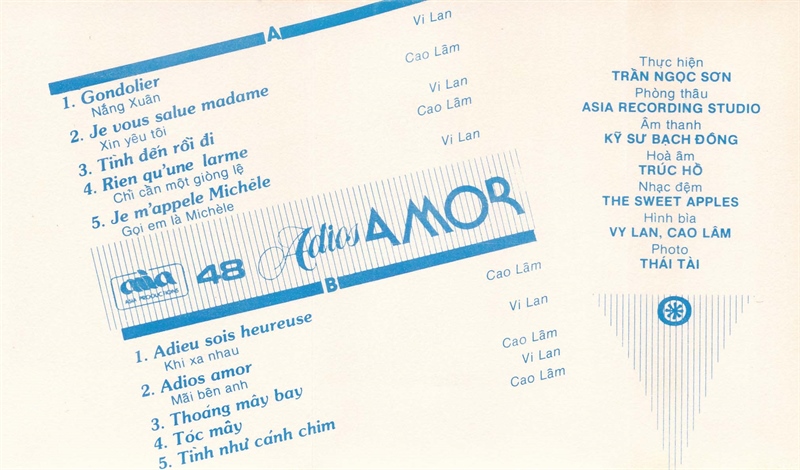 A
1. Gondolier
Nắng Xuân
Vi Lan
2. Je vous salue madame
Xin yêu tôi
Cao Lâm
3. Tình đến rồi đi
Vi Lan
4. Rien qu'une larme
Chỉ cần một giòng lệ
Cao Lâm
5. Je m'appele Michéle
Gọi em là Michèle
Vi Lan
asia
ASIA PRODUCTIONS
48
Adios AMOR
B
1. Adieu sois heureuse
Khi xa nhau
Cao Lâm
2. Adios amor
Mãi bên anh
Vi Lan
3. Thoáng mây bay
Cao Lâm
4. Tóc mây
Vi Lan
5. Tình như cánh chim
Cao Lâm
Thực hiện
TRẦN NGỌC SƠN
Phòng thâu
ASIA RECORDING STUDIO
Âm thanh
KỸ SƯ BẠCH ĐÔNG
Hoà âm
TRÚC HỒ
Nhạc đệm
THE SWEET APPLES
Hình bìa
VY LAN, CAO LÂM
Photo
THÁI TÀI